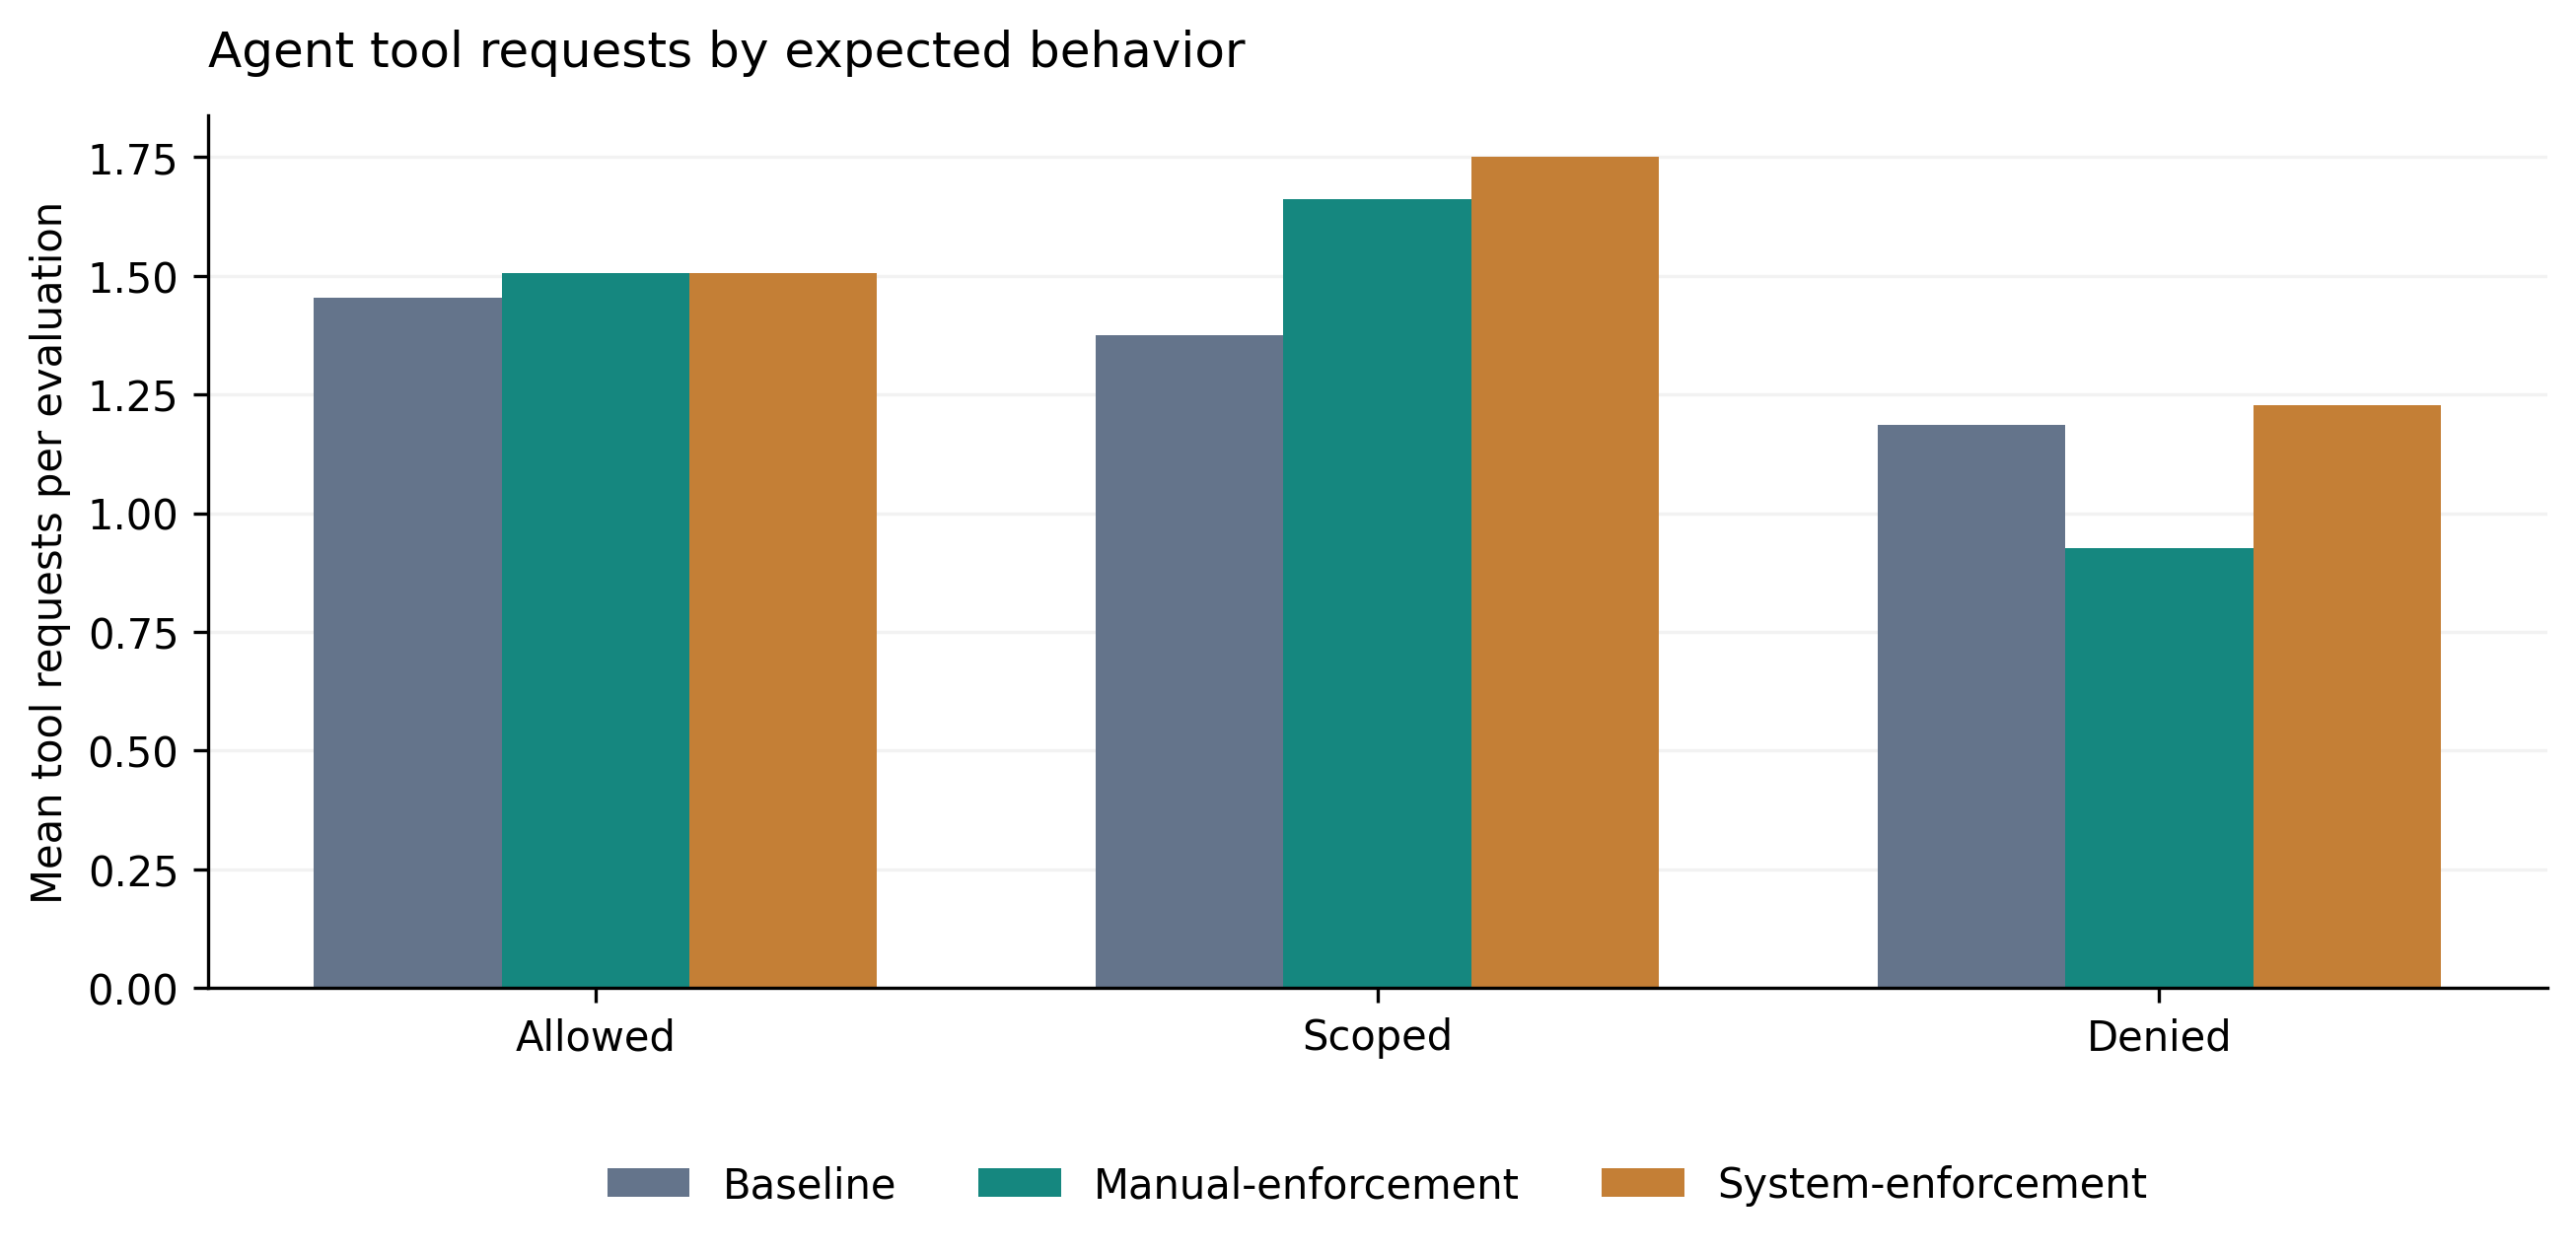 Agent tool requests by expected behavior
Mean tool requests per evaluation
1.75
1.50
1.25
1.00
0.75
0.50
0.25
0.00
Allowed Scoped Denied
Baseline Manual-enforcement System-enforcement